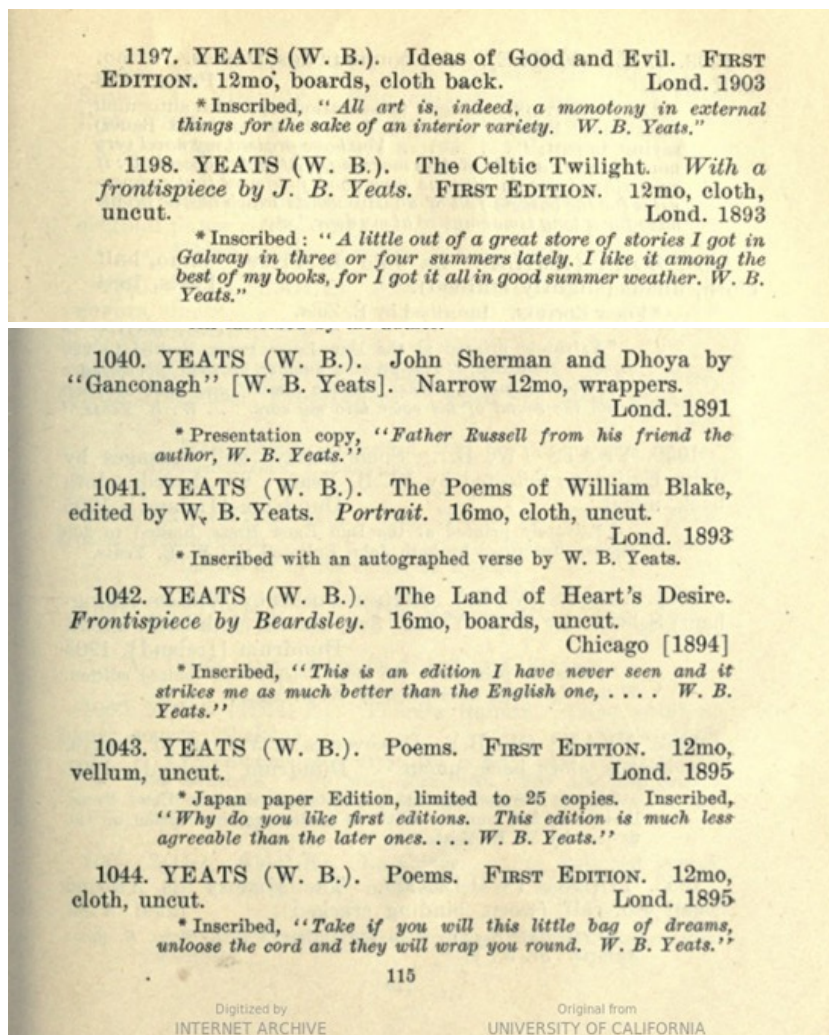 1197. YEATS (W. B.). Ideas of Good and Evil. FIRST
EDITION. 12mo, boards, cloth back. Lond. 1903
* Inscribed, "All art is, indeed, a monotony in external
things for the sake of an interior variety. W. B. Yeats."
1198. YEATS (W. B.). The Celtic Twilight. With a
frontispiece by J. B. Yeats. FIRST EDITION. 12mo, cloth,
uncut. Lond. 1893
* Inscribed: "A little out of a great store of stories I got in
Galway in three or four summers lately. I like it among the
best of my books, for I got it all in good summer weather. W. B.
Yeats."
1040. YEATS (W. B.). John Sherman and Dhoya by
"Ganconagh" [W. B. Yeats]. Narrow 12mo, wrappers.
Lond. 1891
* Presentation copy, "Father Russell from his friend the
author, W. B. Yeats."
1041. YEATS (W. B.). The Poems of William Blake,
edited by W. B. Yeats. Portrait. 16mo, cloth, uncut.
Lond. 1893
* Inscribed with an autographed verse by W. B. Yeats.
1042. YEATS (W. B.). The Land of Heart's Desire.
Frontispiece by Beardsley. 16mo, boards, uncut.
Chicago [1894]
* Inscribed, "This is an edition I have never seen and it
strikes me as much better than the English one, . . . . W. B.
Yeats."
1043. YEATS (W. B.). Poems. FIRST EDITION. 12mo,
vellum, uncut. Lond. 1895
* Japan paper Edition, limited to 25 copies. Inscribed,
"Why do you like first editions. This edition is much less
agreeable than the later ones. . . . W. B. Yeats."
1044. YEATS (W. B.). Poems. FIRST EDITION. 12mo,
cloth, uncut. Lond. 1895
* Inscribed, "Take if you will this little bag of dreams,
unloose the cord and they will wrap you round. W. B. Yeats."
115
Digitized by Original from
INTERNET ARCHIVE UNIVERSITY OF CALIFORNIA